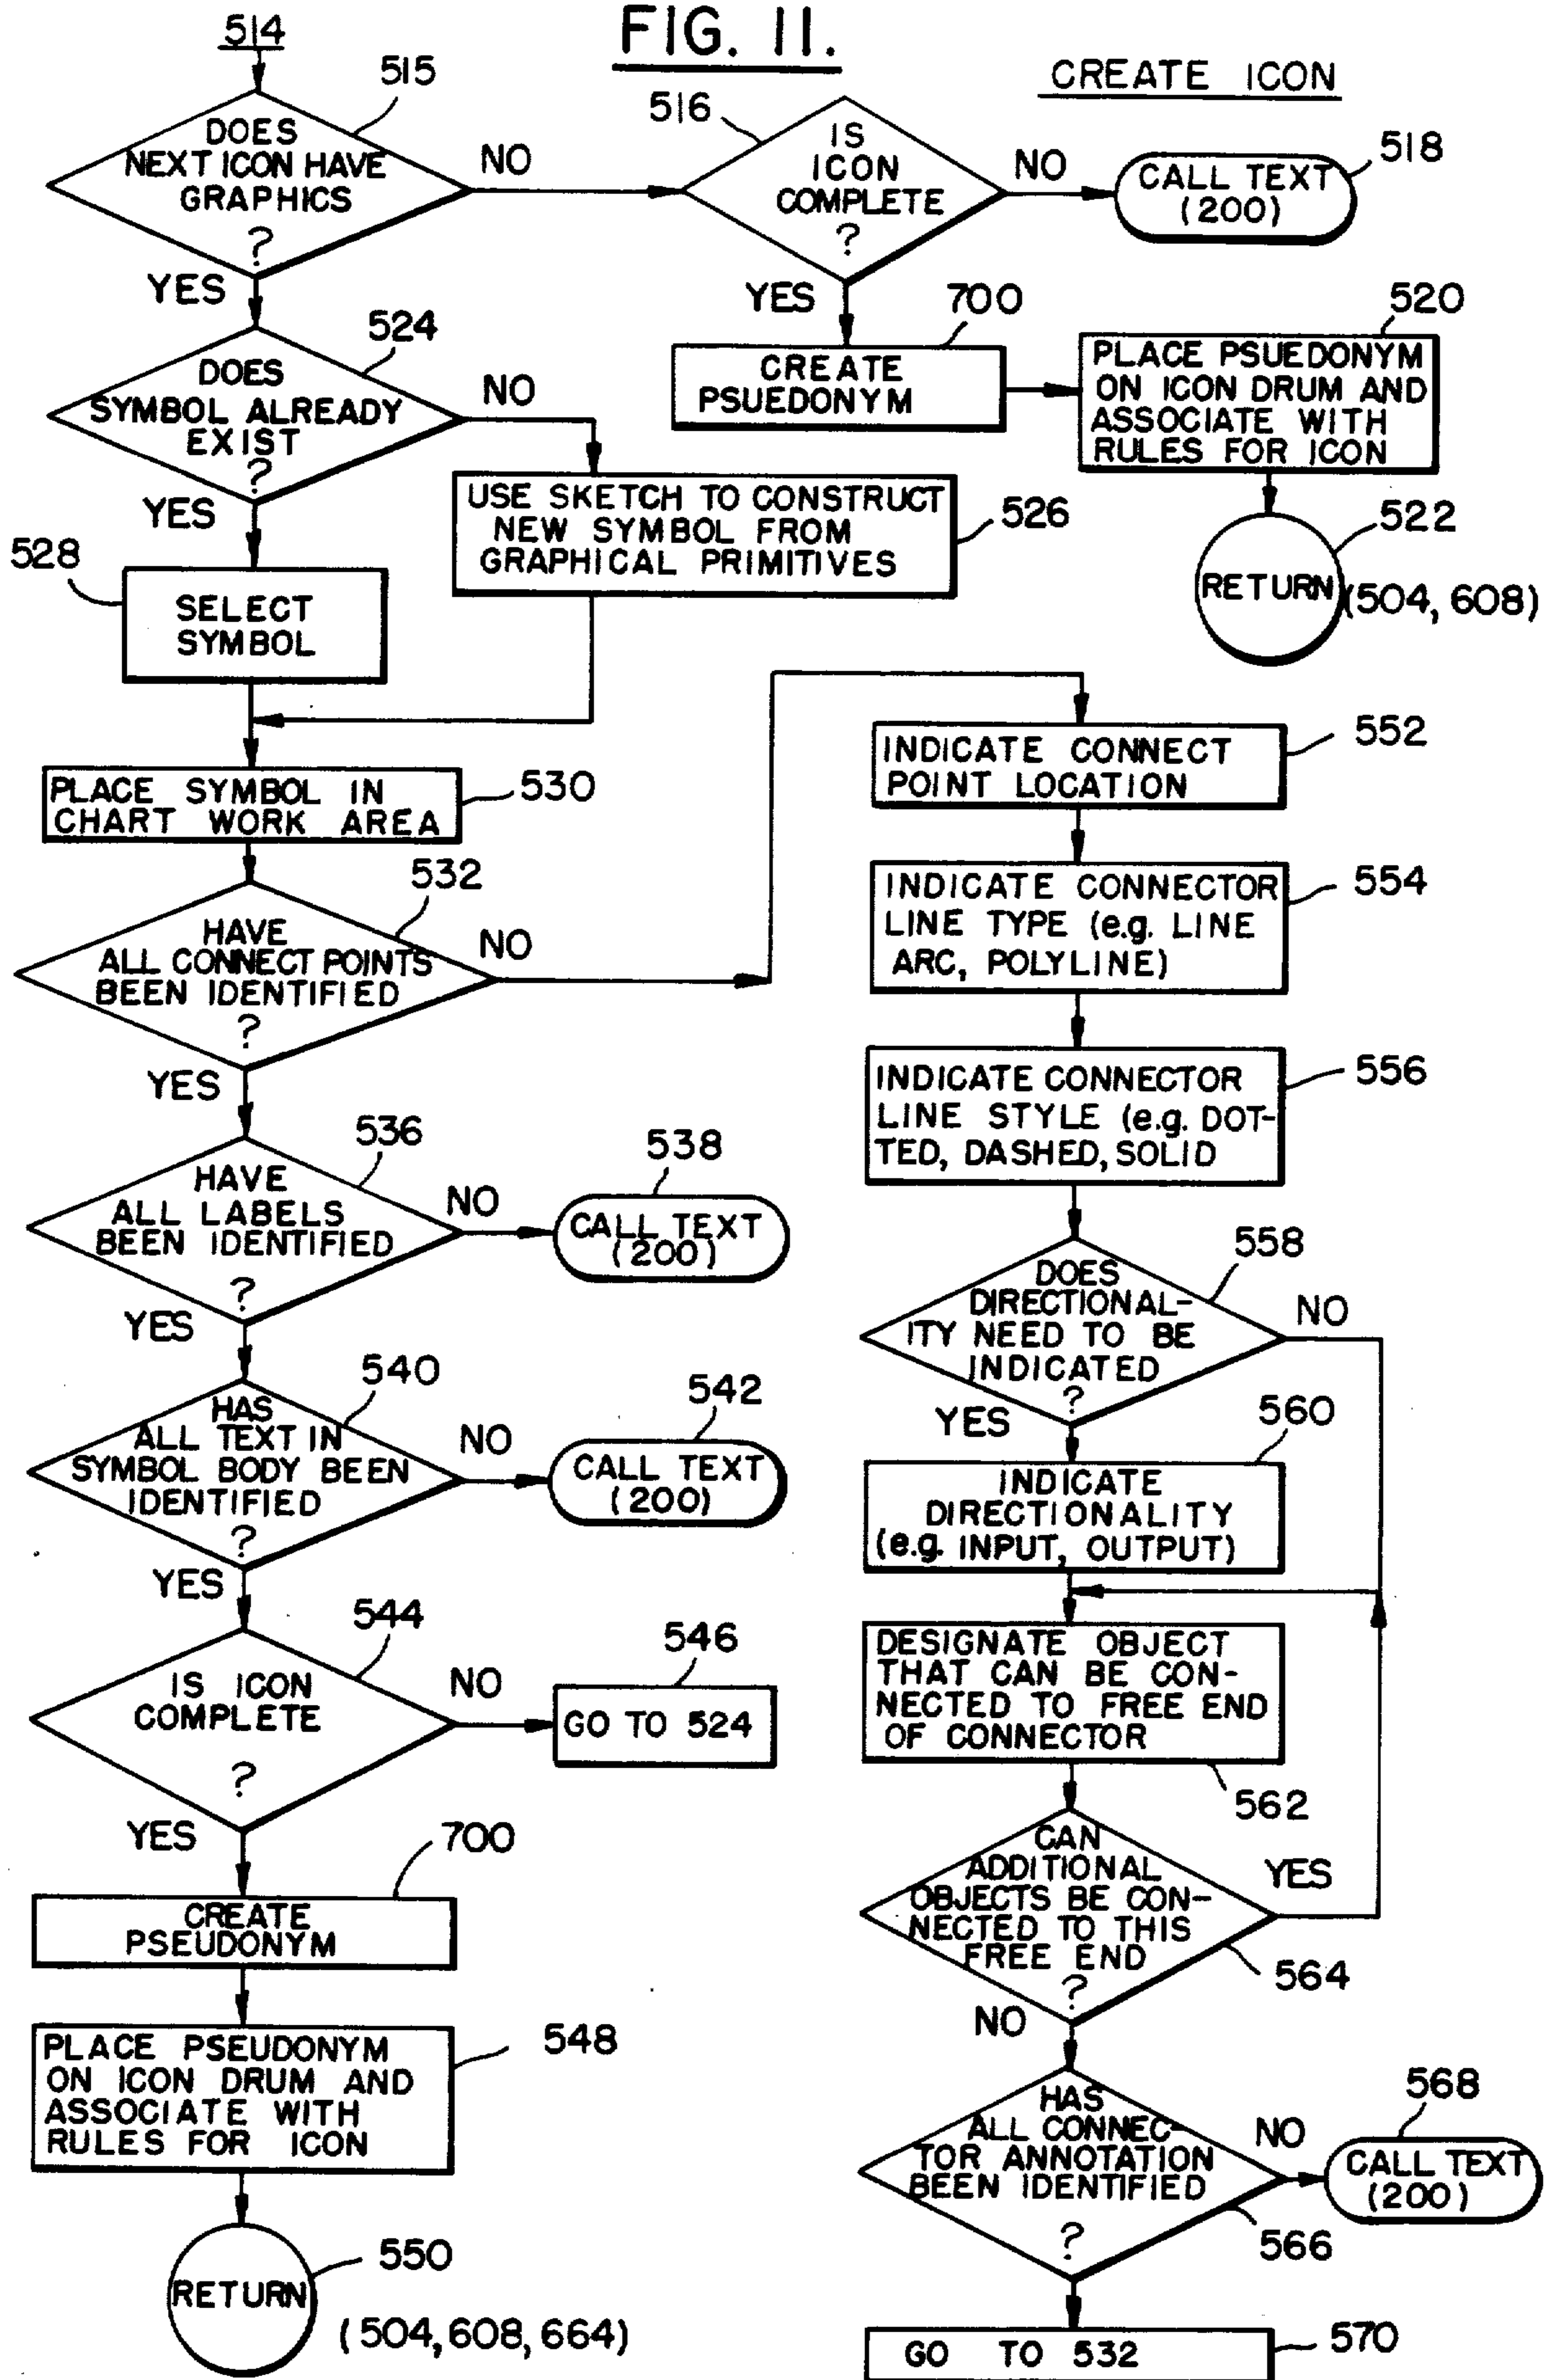 FIG. 11.
CREATE ICON
514
515
DOES
NEXT ICON HAVE
GRAPHICS
?
NO
YES
516
IS
ICON
COMPLETE
?
NO
YES
518
CALL TEXT
(200)
700
CREATE
PSUEDONYM
520
PLACE PSUEDONYM
ON ICON DRUM AND
ASSOCIATE WITH
RULES FOR ICON
522
RETURN
(504, 608)
524
DOES
SYMBOL ALREADY
EXIST
?
NO
YES
USE SKETCH TO CONSTRUCT
NEW SYMBOL FROM
GRAPHICAL PRIMITIVES
526
528
SELECT
SYMBOL
PLACE SYMBOL IN
CHART WORK AREA
530
532
HAVE
ALL CONNECT POINTS
BEEN IDENTIFIED
?
NO
YES
536
HAVE
ALL LABELS
BEEN IDENTIFIED
?
NO
YES
538
CALL TEXT
(200)
540
HAS
ALL TEXT IN
SYMBOL BODY BEEN
IDENTIFIED
?
NO
YES
542
CALL TEXT
(200)
544
IS ICON
COMPLETE
?
NO
YES
546
GO TO 524
700
CREATE
PSEUDONYM
548
PLACE PSEUDONYM
ON ICON DRUM AND
ASSOCIATE WITH
RULES FOR ICON
550
RETURN
(504, 608, 664)
552
INDICATE CONNECT
POINT LOCATION
554
INDICATE CONNECTOR
LINE TYPE (e.g. LINE
ARC, POLYLINE)
556
INDICATE CONNECTOR
LINE STYLE (e.g. DOT-
TED, DASHED, SOLID
558
DOES
DIRECTIONAL-
ITY NEED TO BE
INDICATED
?
NO
YES
560
INDICATE
DIRECTIONALITY
(e.g. INPUT, OUTPUT)
DESIGNATE OBJECT
THAT CAN BE CON-
NECTED TO FREE END
OF CONNECTOR
562
CAN
ADDITIONAL
OBJECTS BE CON-
NECTED TO THIS
FREE END
?
YES
564
NO
HAS
ALL CONNEC-
TOR ANNOTATION
BEEN IDENTIFIED
?
NO
566
568
CALL TEXT
(200)
GO TO 532
570